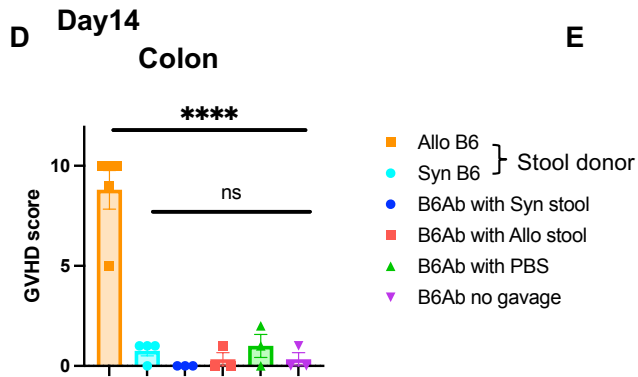 D Day14 E
Colon
****
ns
GVHD score
10
5
0
Allo B6
Syn B6
Stool donor
B6Ab with Syn stool
B6Ab with Allo stool
B6Ab with PBS
B6Ab no gavage